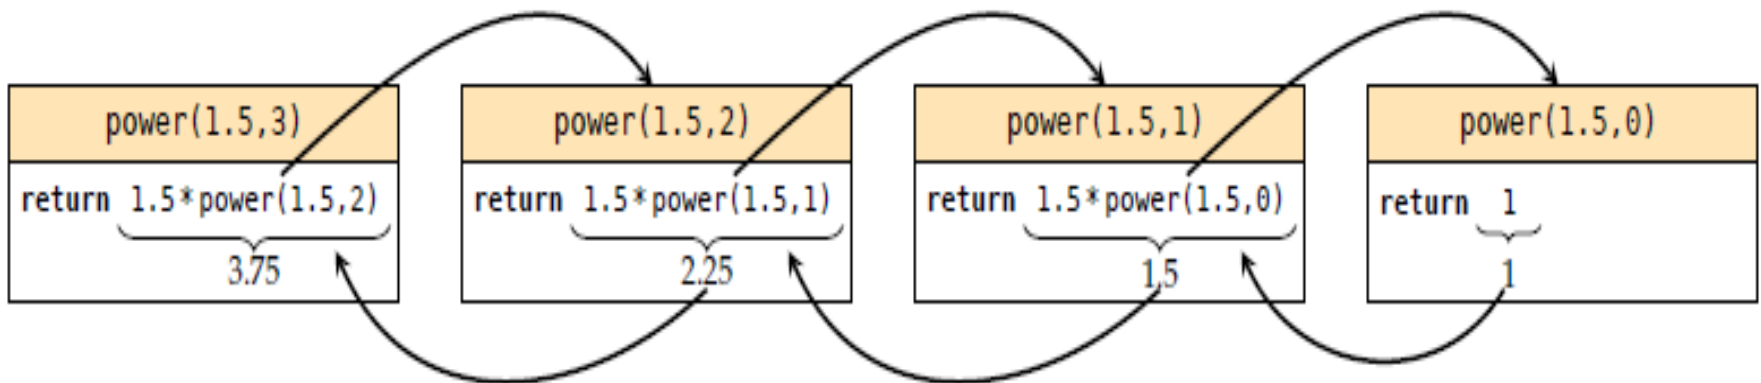 power(1.5,3)
return 1.5*power(1.5,2)
3.75
power(1.5,2)
return 1.5*power(1.5,1)
2.25
power(1.5,1)
return 1.5*power(1.5,0)
1.5
power(1.5,0)
return 1
1